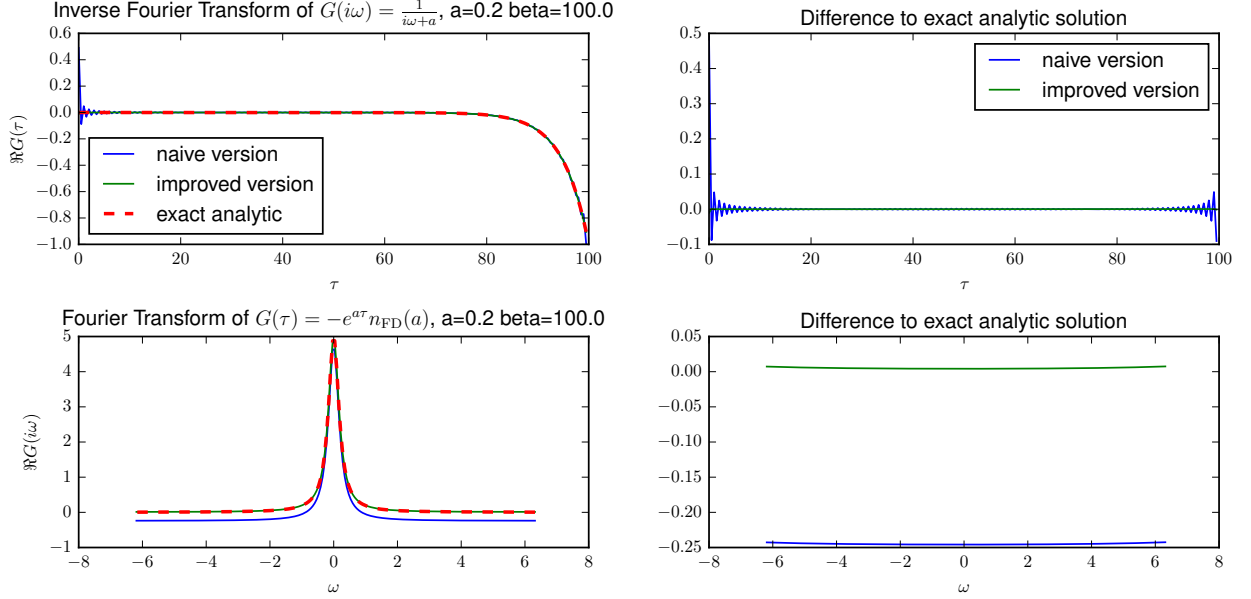 Inverse Fourier Transform of G(iω) = 1/(iω+a), a=0.2 beta=100.0
0.6
0.4
0.2
0.0
−0.2
−0.4
−0.6
−0.8
−1.0
ℜG(τ)
naive version
improved version
exact analytic
0 20 40 60 80 100
τ
Difference to exact analytic solution
0.5
0.4
0.3
0.2
0.1
0.0
−0.1
naive version
improved version
0 20 40 60 80 100
τ
Fourier Transform of G(τ) = −e^{aτ} n_FD(a), a=0.2 beta=100.0
5
4
3
2
1
0
−1
ℜG(iω)
−8 −6 −4 −2 0 2 4 6 8
ω
Difference to exact analytic solution
0.05
0.00
−0.05
−0.10
−0.15
−0.20
−0.25
−8 −6 −4 −2 0 2 4 6 8
ω